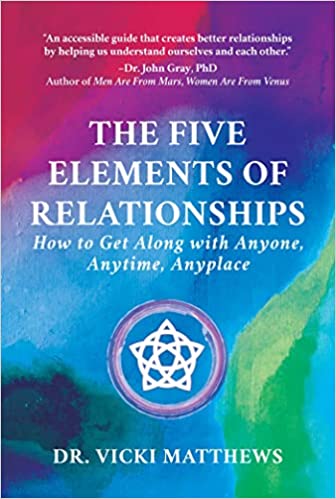 "An accessible guide that creates better relationships
by helping us understand ourselves and each other."
–Dr. John Gray, PhD
Author of Men Are From Mars, Women Are From Venus
THE FIVE
ELEMENTS OF
RELATIONSHIPS
How to Get Along with Anyone,
Anytime, Anyplace
DR. VICKI MATTHEWS